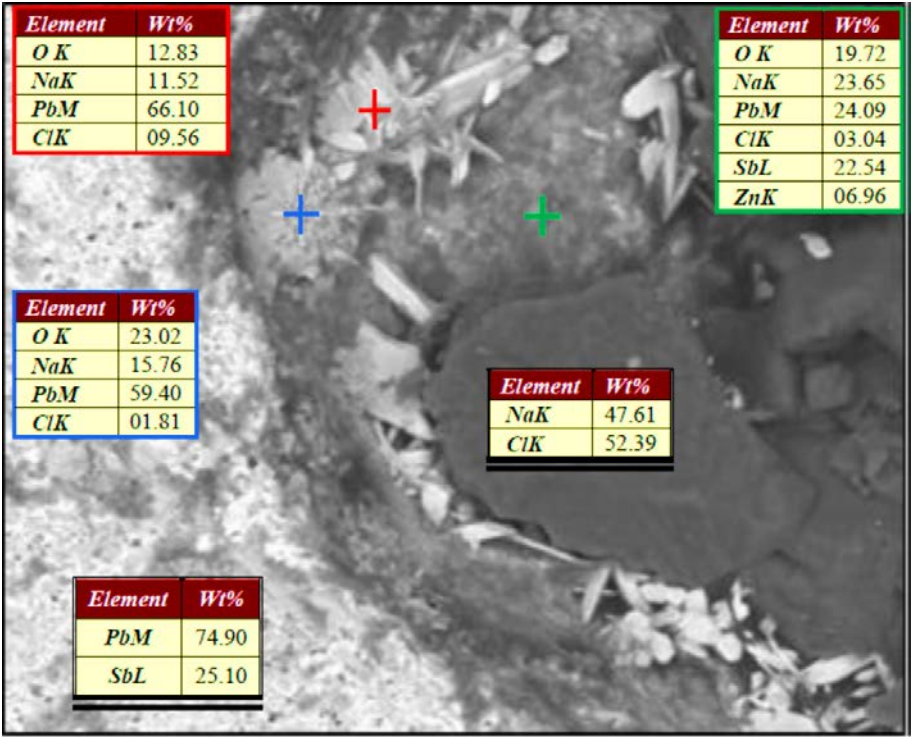 Element Wt%
O K 12.83
NaK 11.52
PbM 66.10
ClK 09.56
Element Wt%
O K 19.72
NaK 23.65
PbM 24.09
ClK 03.04
SbL 22.54
ZnK 06.96
Element Wt%
O K 23.02
NaK 15.76
PbM 59.40
ClK 01.81
Element Wt%
NaK 47.61
ClK 52.39
Element Wt%
PbM 74.90
SbL 25.10